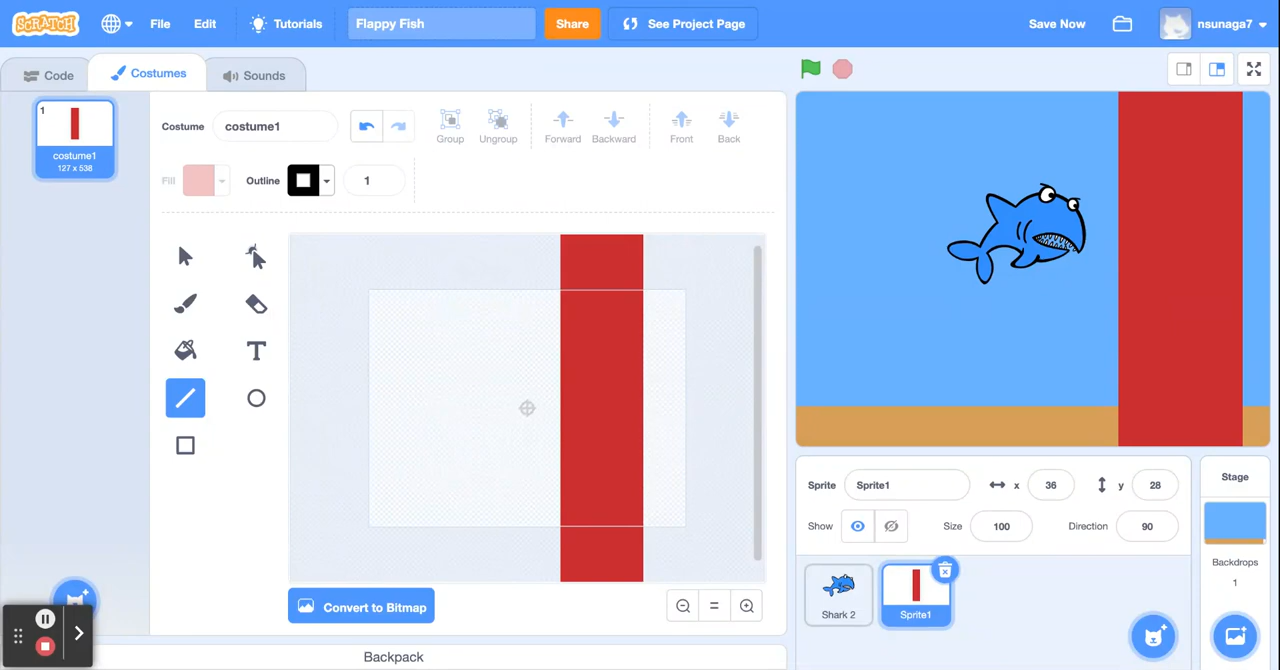 SCRATCH File Edit Tutorials Flappy Fish Share See Project Page Save Now nsunaga7
Code Costumes Sounds
1
costume1
127 x 538
Costume costume1 Group Ungroup Forward Backward Front Back
Fill Outline 1
T
Convert to Bitmap
Backpack
Sprite Sprite1 x 36 y 28
Show Size 100 Direction 90
Shark 2 Sprite1
Stage
Backdrops
1